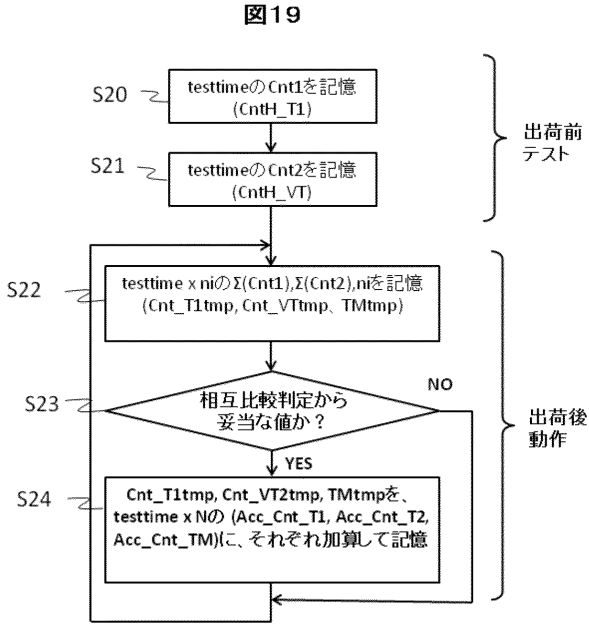 図19
S20
testtimeのCnt1を記憶
(CntH_T1)
S21
testtimeのCnt2を記憶
(CntH_VT)
出荷前
テスト
S22
testtime x niのΣ(Cnt1),Σ(Cnt2),niを記憶
(Cnt_T1tmp, Cnt_VTtmp、TMtmp)
S23
相互比較判定から
妥当な値か？
NO
YES
出荷後
動作
S24
Cnt_T1tmp, Cnt_VT2tmp, TMtmpを、
testtime x Nの (Acc_Cnt_T1, Acc_Cnt_T2,
Acc_Cnt_TM)に、それぞれ加算して記憶